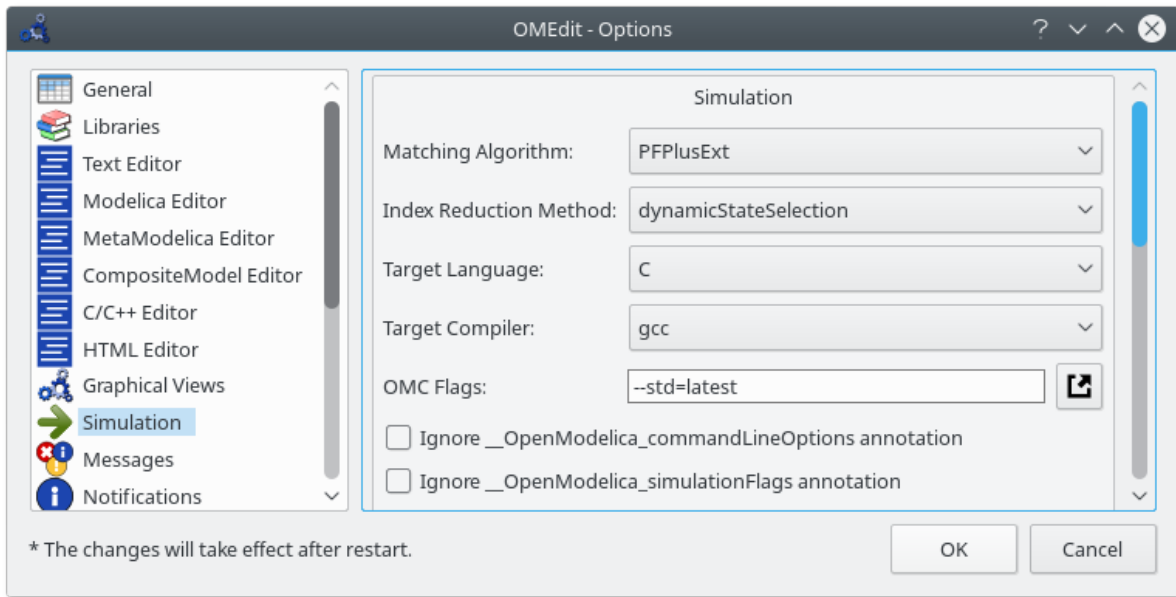 OMEdit - Options
General
Libraries
Text Editor
Modelica Editor
MetaModelica Editor
CompositeModel Editor
C/C++ Editor
HTML Editor
Graphical Views
Simulation
Messages
Notifications
Simulation
Matching Algorithm: PFPlusExt
Index Reduction Method: dynamicStateSelection
Target Language: C
Target Compiler: gcc
OMC Flags: --std=latest
Ignore __OpenModelica_commandLineOptions annotation
Ignore __OpenModelica_simulationFlags annotation
* The changes will take effect after restart.
OK Cancel